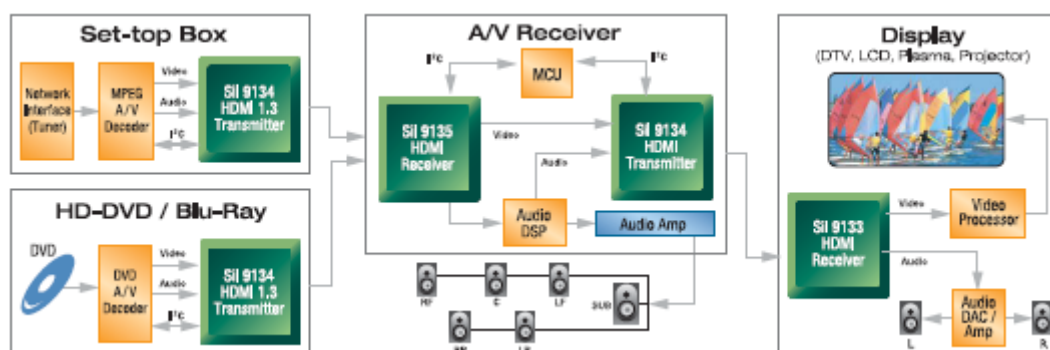 Set-top Box
Network
Interface
(Tuner)
MPEG
A/V
Decoder
Video
Audio
I²C
SiI 9134
HDMI 1.3
Transmitter
HD-DVD / Blu-Ray
DVD
DVD
A/V
Decoder
Video
Audio
I²C
SiI 9134
HDMI 1.3
Transmitter
A/V Receiver
I²C
MCU
I²C
SiI 9135
HDMI
Receiver
Video
Audio
SiI 9134
HDMI
Transmitter
Audio
DSP
Audio Amp
RF
C
LF
SUB
Display
(DTV, LCD, Plasma, Projector)
SiI 9133
HDMI
Receiver
Video
Video
Processor
Audio
Audio
DAC /
Amp
L
R